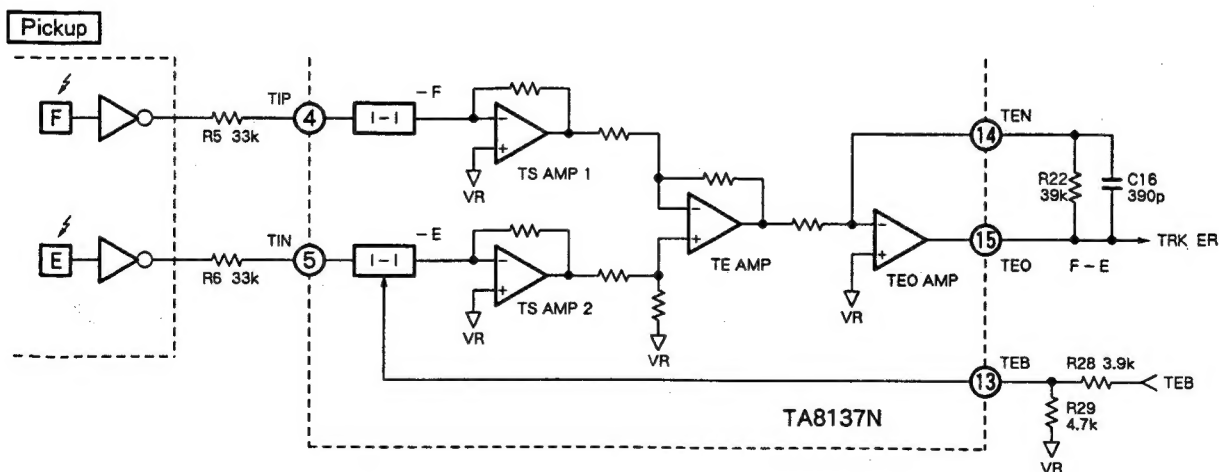 Pickup
F
R5 33k
TIP
4
I-I
-F
TS AMP 1
VR
TE AMP
TEN
14
R22
39k
C16
390p
E
R6 33k
TIN
5
I-I
-E
TS AMP 2
VR
VR
TEO AMP
VR
15
TEO
F-E
TRK ER
TEB
13
R28 3.9k
TEB
R29
4.7k
VR
TA8137N